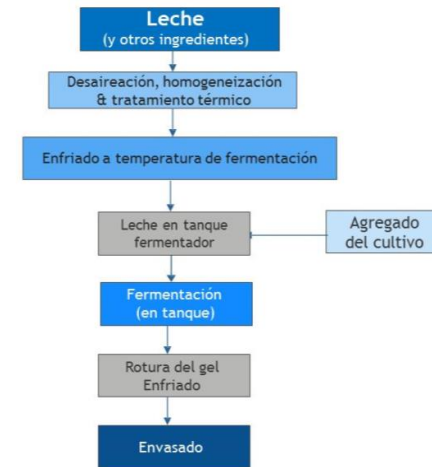 Leche
(y otros ingredientes)
Desaireación, homogeneización
& tratamiento térmico
Enfriado a temperatura de fermentación
Leche en tanque
fermentador
Agregado
del cultivo
Fermentación
(en tanque)
Rotura del gel
Enfriado
Envasado